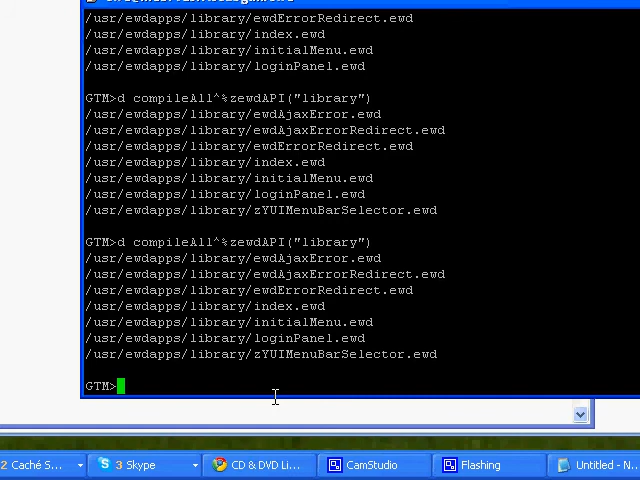 /usr/ewdapps/library/ewdErrorRedirect.ewd
/usr/ewdapps/library/index.ewd
/usr/ewdapps/library/initialMenu.ewd
/usr/ewdapps/library/loginPanel.ewd
GTM>d compileAll^%zewdAPI("library")
/usr/ewdapps/library/ewdAjaxError.ewd
/usr/ewdapps/library/ewdAjaxErrorRedirect.ewd
/usr/ewdapps/library/ewdErrorRedirect.ewd
/usr/ewdapps/library/index.ewd
/usr/ewdapps/library/initialMenu.ewd
/usr/ewdapps/library/loginPanel.ewd
/usr/ewdapps/library/zYUIMenuBarSelector.ewd
GTM>d compileAll^%zewdAPI("library")
/usr/ewdapps/library/ewdAjaxError.ewd
/usr/ewdapps/library/ewdAjaxErrorRedirect.ewd
/usr/ewdapps/library/ewdErrorRedirect.ewd
/usr/ewdapps/library/index.ewd
/usr/ewdapps/library/initialMenu.ewd
/usr/ewdapps/library/loginPanel.ewd
/usr/ewdapps/library/zYUIMenuBarSelector.ewd
GTM>
2 Caché S... 3 Skype CD & DVD Li... CamStudio Flashing Untitled - N...